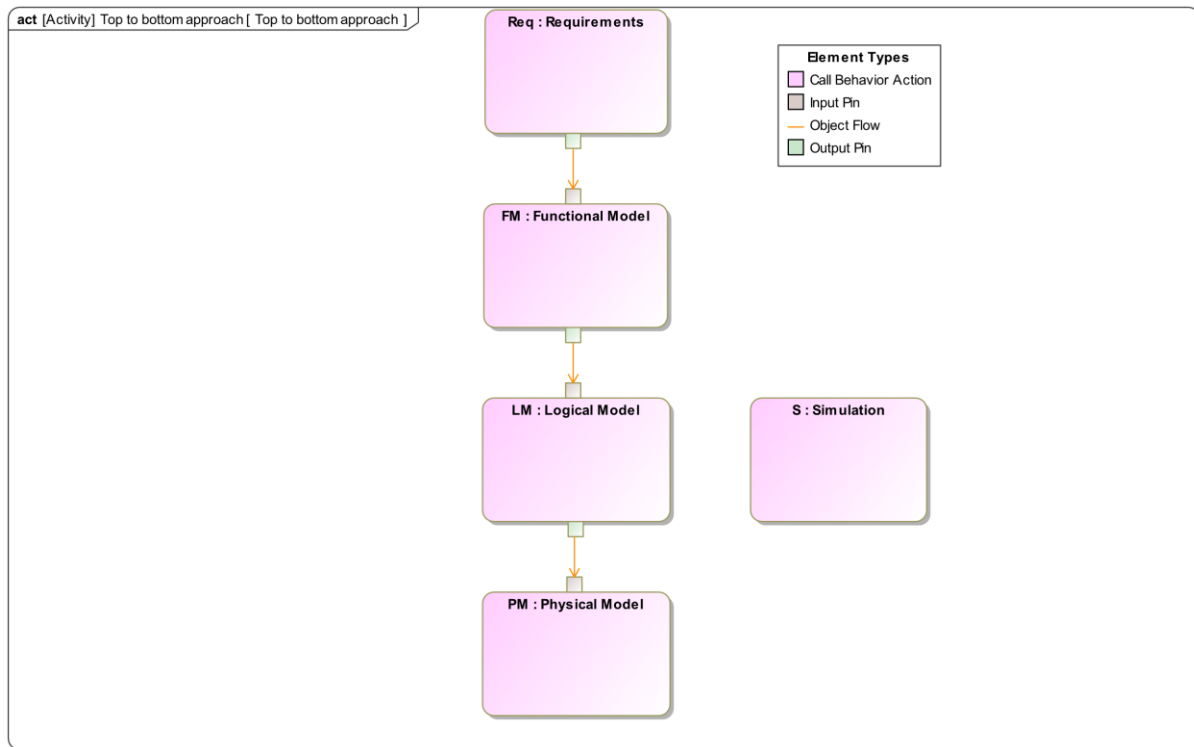 act [Activity] Top to bottom approach [ Top to bottom approach ]
Req : Requirements
Element Types
Call Behavior Action
Input Pin
Object Flow
Output Pin
FM : Functional Model
LM : Logical Model
S : Simulation
PM : Physical Model